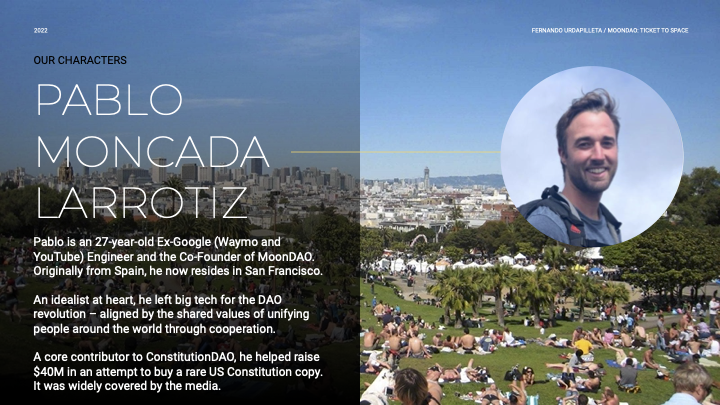 2022
FERNANDO URDAPILLETA / MOONDAO: TICKET TO SPACE
OUR CHARACTERS
PABLO
MONCADA
LARROTIZ
Pablo is an 27-year-old Ex-Google (Waymo and
YouTube) Engineer and the Co-Founder of MoonDAO.
Originally from Spain, he now resides in San Francisco.
An idealist at heart, he left big tech for the DAO
revolution – aligned by the shared values of unifying
people around the world through cooperation.
A core contributor to ConstitutionDAO, he helped raise
$40M in an attempt to buy a rare US Constitution copy.
It was widely covered by the media.